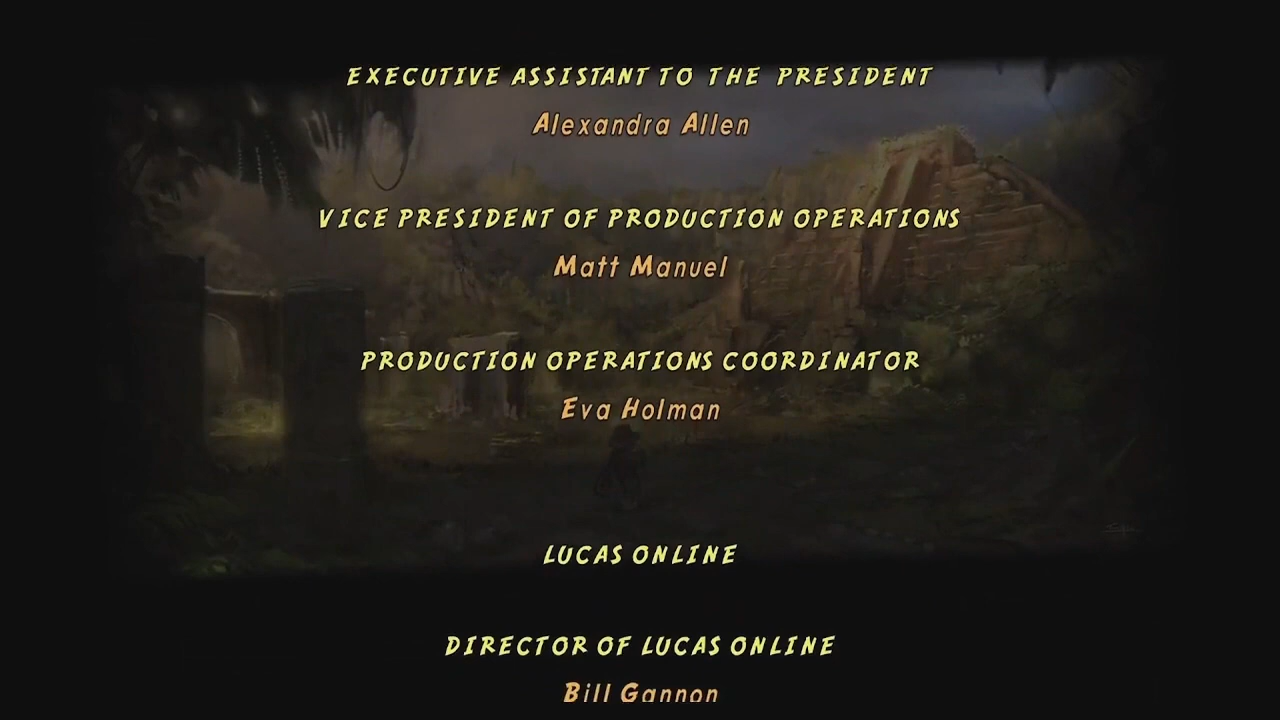 EXECUTIVE ASSISTANT TO THE PRESIDENT
Alexandra Allen
VICE PRESIDENT OF PRODUCTION OPERATIONS
Matt Manuel
PRODUCTION OPERATIONS COORDINATOR
Eva Holman
LUCAS ONLINE
DIRECTOR OF LUCAS ONLINE
Bill Gannon